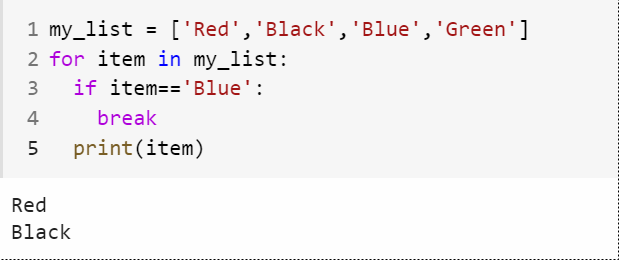 1 my_list = ['Red','Black','Blue','Green']
2 for item in my_list:
3   if item=='Blue':
4     break
5   print(item)
Red
Black